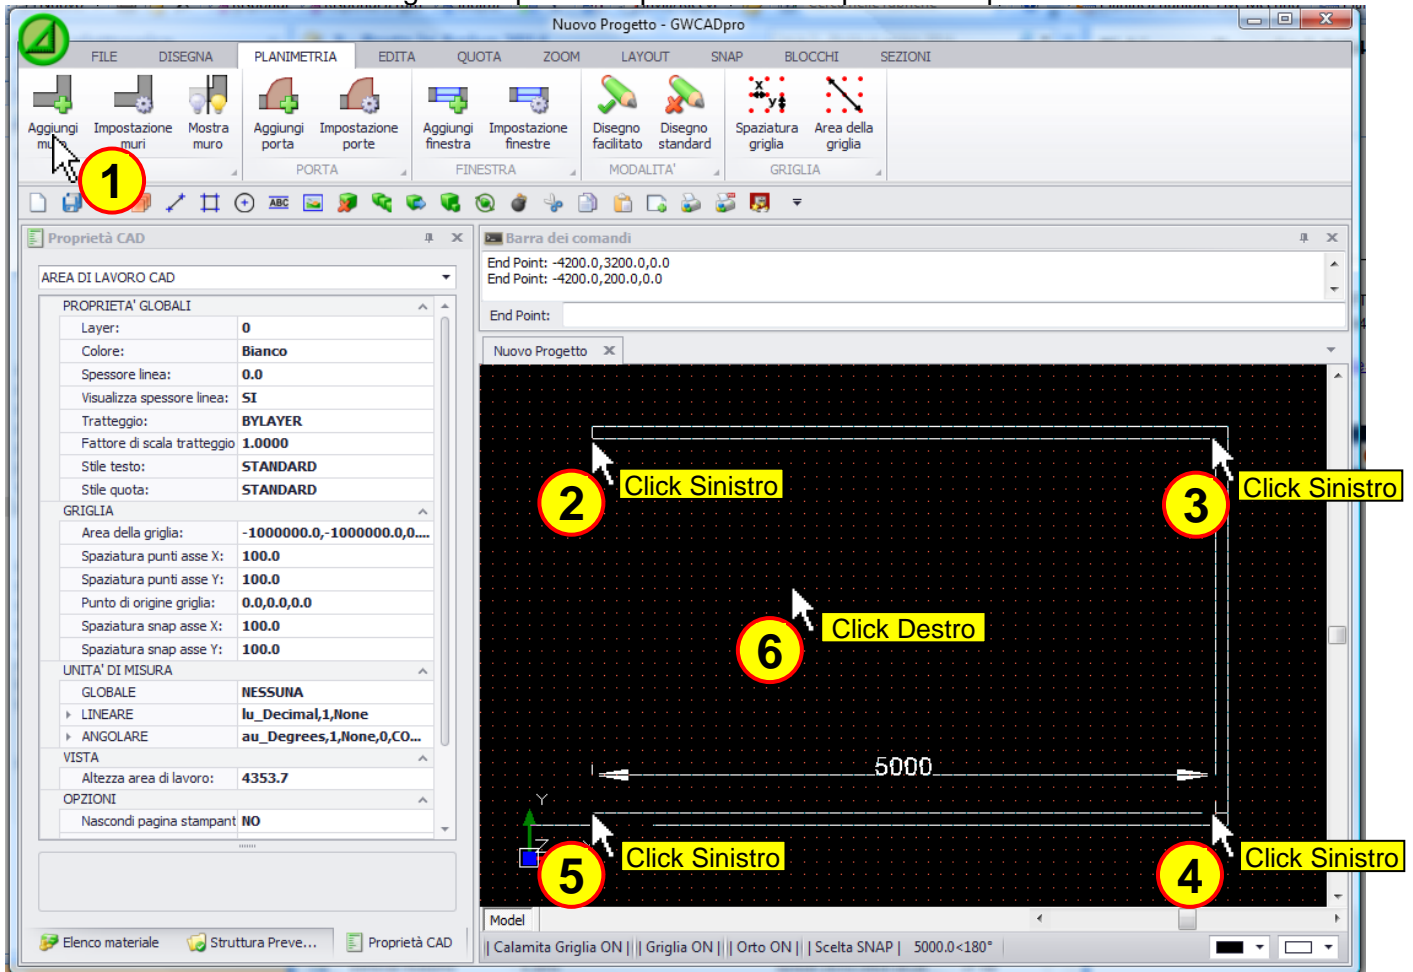 Nuovo Progetto - GWCADpro
FILE DISEGNA PLANIMETRIA EDITA QUOTA ZOOM LAYOUT SNAP BLOCCHI SEZIONI
Aggiungi Impostazione muri Mostra muro Aggiungi porta Impostazione porte Aggiungi finestra Impostazione finestre Disegno facilitato Disegno standard Spaziatura griglia Area della griglia
PORTA FINESTRA MODALITA' GRIGLIA
1
ABC
Proprietà CAD
AREA DI LAVORO CAD
PROPRIETA' GLOBALI
Layer: 0
Colore: Bianco
Spessore linea: 0.0
Visualizza spessore linea: SI
Tratteggio: BYLAYER
Fattore di scala tratteggio 1.0000
Stile testo: STANDARD
Stile quota: STANDARD
GRIGLIA
Area della griglia: -1000000.0,-1000000.0,0....
Spaziatura punti asse X: 100.0
Spaziatura punti asse Y: 100.0
Punto di origine griglia: 0.0,0.0,0.0
Spaziatura snap asse X: 100.0
Spaziatura snap asse Y: 100.0
UNITA' DI MISURA
GLOBALE NESSUNA
LINEARE lu_Decimal,1,None
ANGOLARE au_Degrees,1,None,0,CO...
VISTA
Altezza area di lavoro: 4353.7
OPZIONI
Nascondi pagina stampant NO
Elenco materiale Struttura Preve... Proprietà CAD
Barra dei comandi
End Point: -4200.0,3200.0,0.0
End Point: -4200.0,200.0,0.0
End Point:
Nuovo Progetto
2 Click Sinistro
3 Click Sinistro
6 Click Destro
5000
Y
Z
5 Click Sinistro
4 Click Sinistro
Model
|| Calamita Griglia ON | || Griglia ON | || Orto ON | | Scelta SNAP | 5000.0<180°